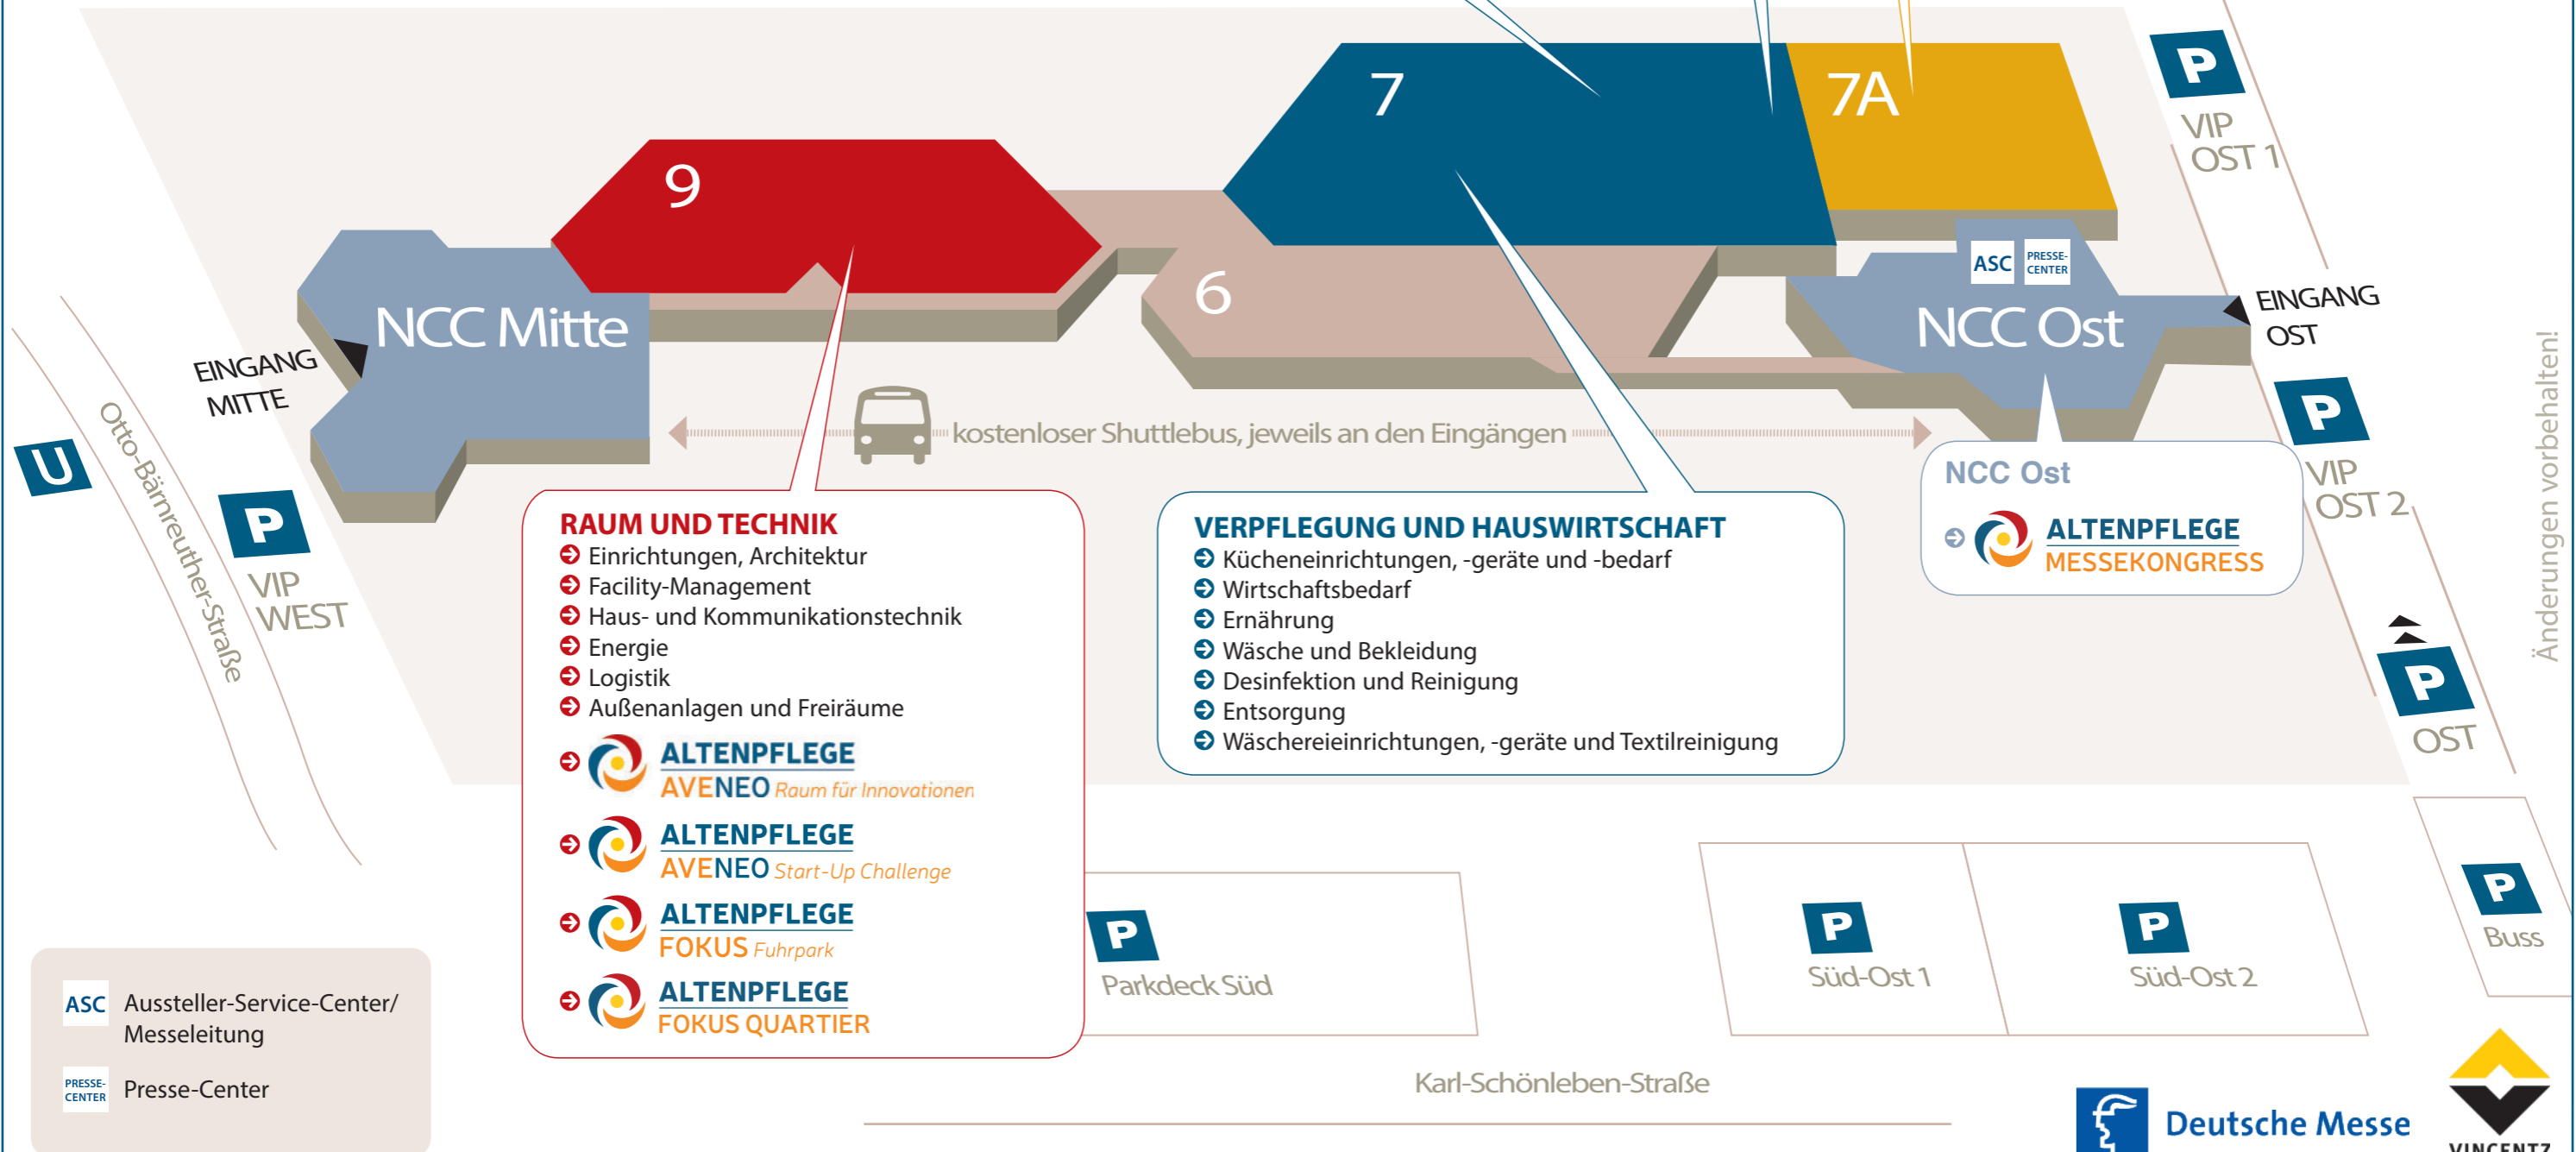 7
7A
P
VIP
OST 1
9
6
NCC Mitte
ASC
PRESSE-
CENTER
NCC Ost
EINGANG
OST
EINGANG
MITTE
Otto-Bärnreuther-Straße
U
P
VIP
WEST
kostenloser Shuttlebus, jeweils an den Eingängen
P
VIP
OST 2
Änderungen vorbehalten!
NCC Ost
ALTENPFLEGE
MESSEKONGRESS
P
OST
RAUM UND TECHNIK
Einrichtungen, Architektur
Facility-Management
Haus- und Kommunikationstechnik
Energie
Logistik
Außenanlagen und Freiräume
ALTENPFLEGE
AVENEO Raum für Innovationen
ALTENPFLEGE
AVENEO Start-Up Challenge
ALTENPFLEGE
FOKUS Fuhrpark
ALTENPFLEGE
FOKUS QUARTIER
VERPFLEGUNG UND HAUSWIRTSCHAFT
Kücheneinrichtungen, -geräte und -bedarf
Wirtschaftsbedarf
Ernährung
Wäsche und Bekleidung
Desinfektion und Reinigung
Entsorgung
Wäschereieinrichtungen, -geräte und Textilreinigung
P
Parkdeck Süd
P
Süd-Ost 1
P
Süd-Ost 2
P
Buss
ASC Aussteller-Service-Center/
Messeleitung
PRESSE-
CENTER Presse-Center
Karl-Schönleben-Straße
Deutsche Messe
VINCENTZ